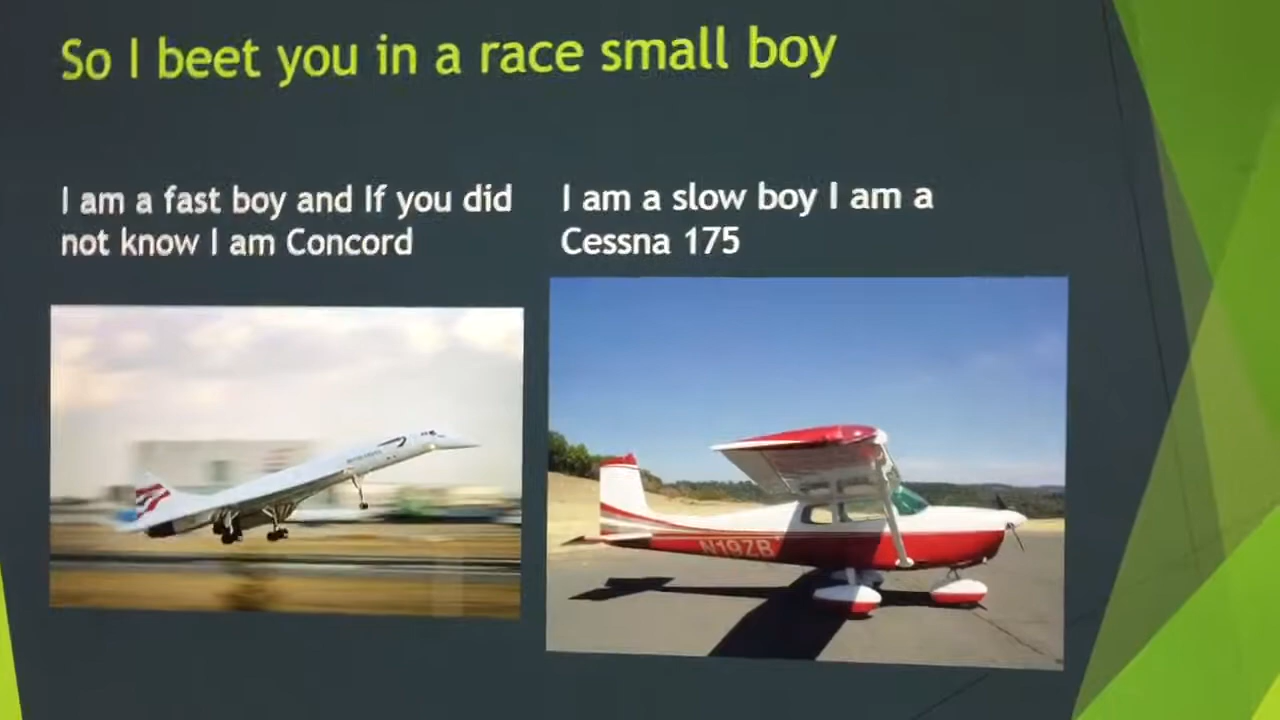 So I beet you in a race small boy
I am a fast boy and If you did
not know I am Concord
I am a slow boy I am a
Cessna 175
N19ZB